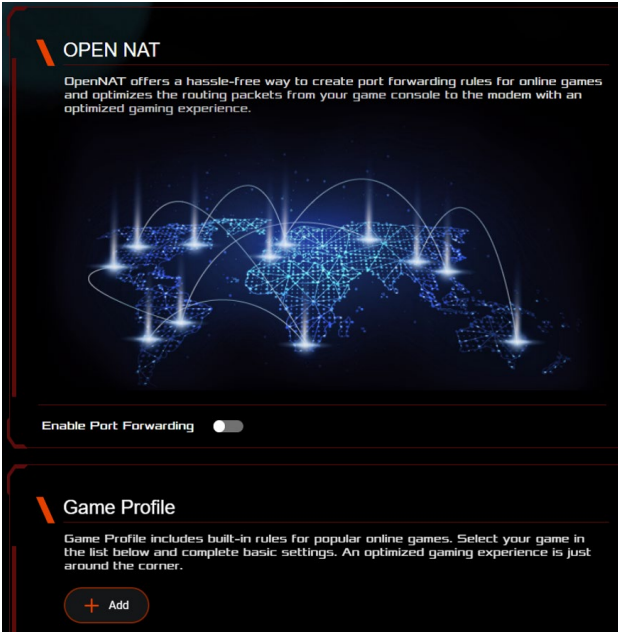 OPEN NAT
OpenNAT offers a hassle-free way to create port forwarding rules for online games
and optimizes the routing packets from your game console to the modem with an
optimized gaming experience.
Enable Port Forwarding
Game Profile
Game Profile includes built-in rules for popular online games. Select your game in
the list below and complete basic settings. An optimized gaming experience is just
around the corner.
Add